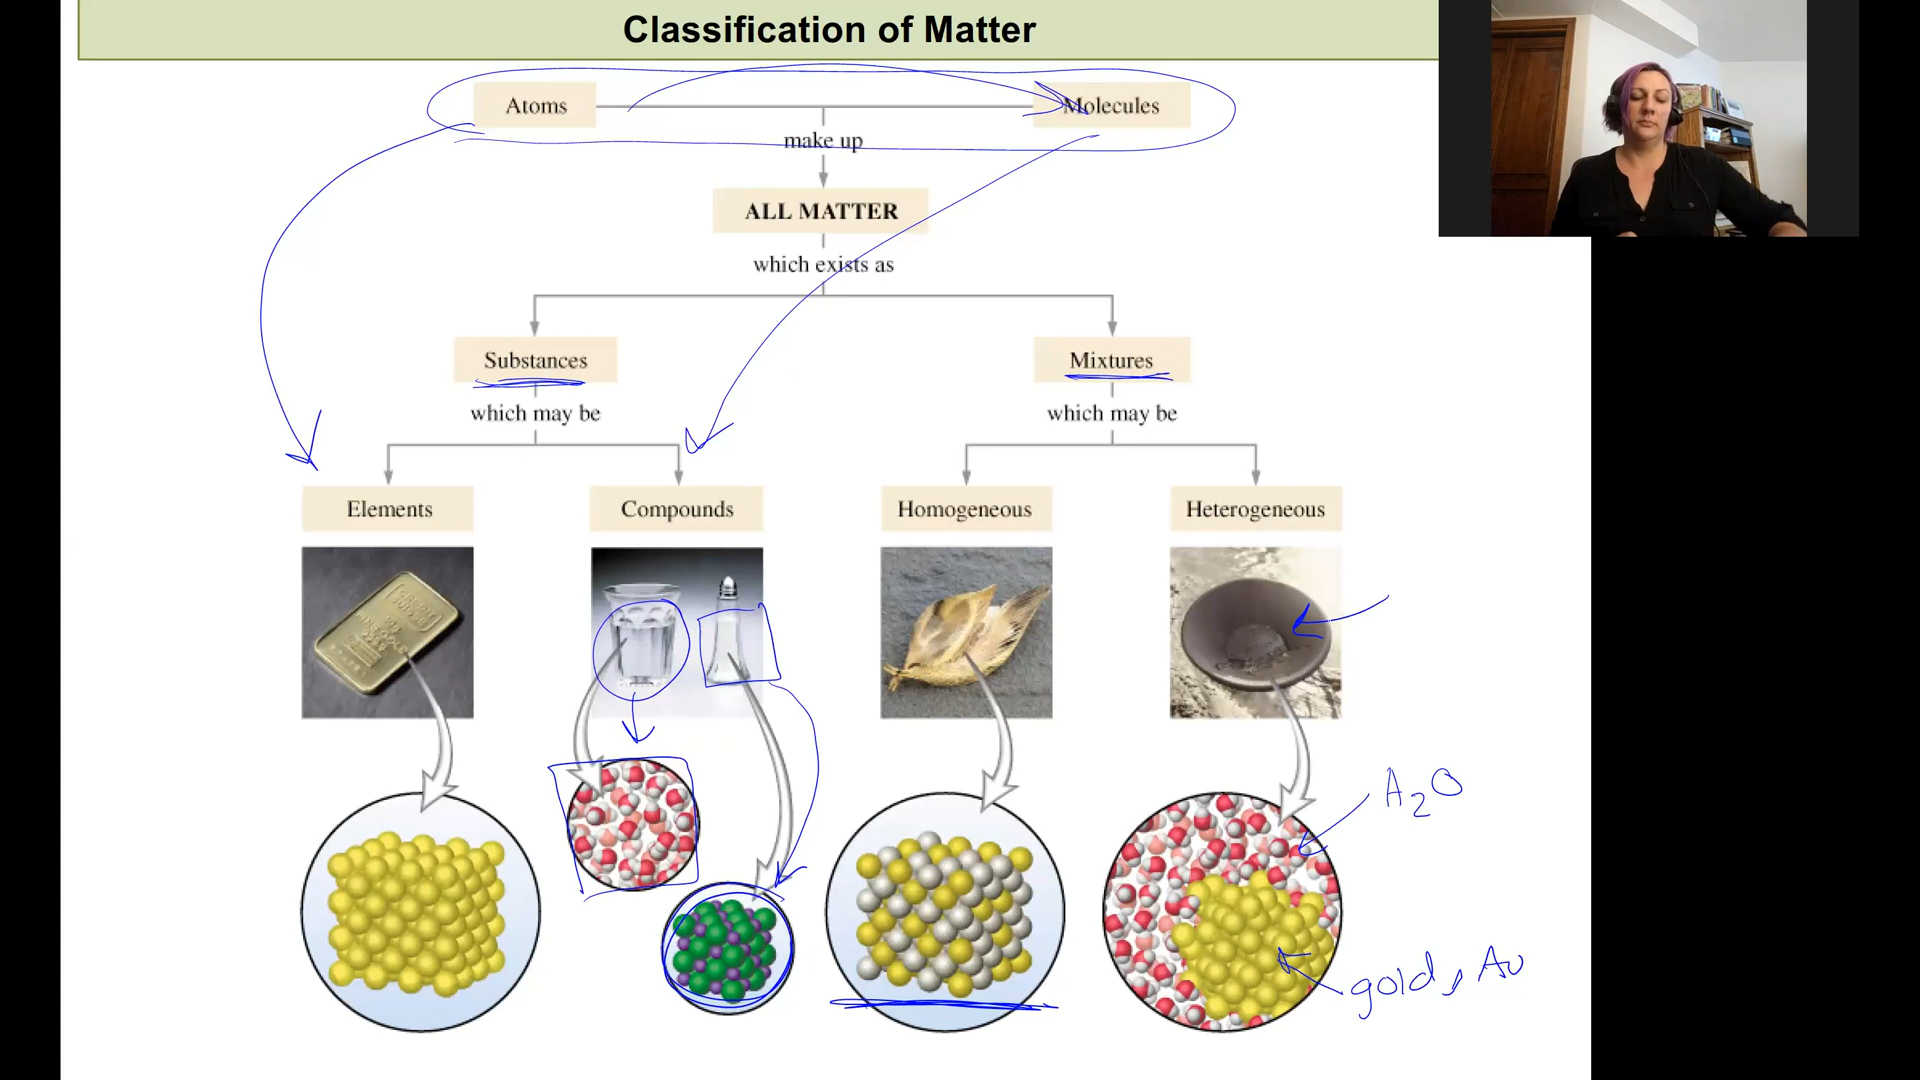 Classification of Matter
Atoms
Molecules
make up
ALL MATTER
which exists as
Substances
Mixtures
which may be
which may be
Elements
Compounds
Homogeneous
Heterogeneous
H2O
gold, Au